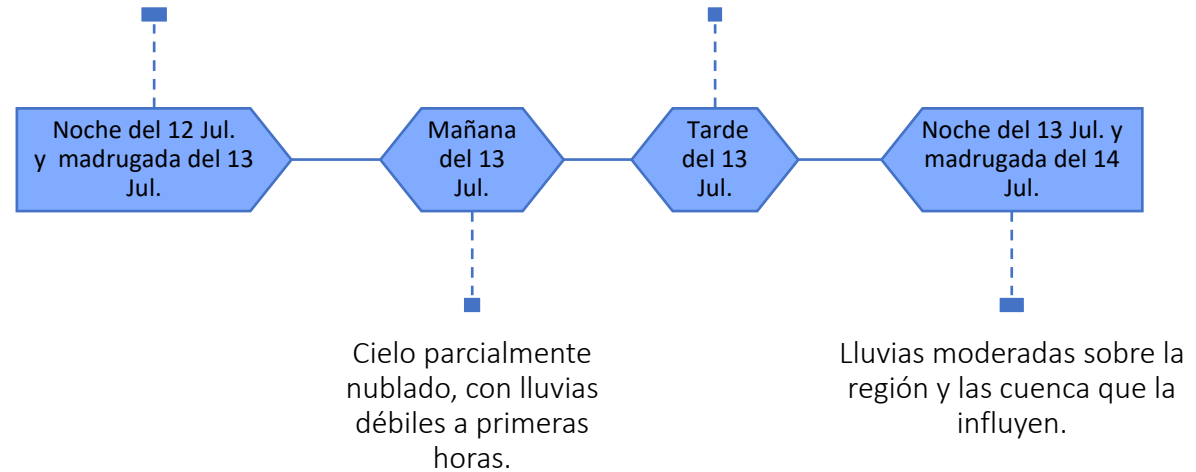 Noche del 12 Jul.
y madrugada del 13
Jul.
Mañana
del 13
Jul.
Tarde
del 13
Jul.
Noche del 13 Jul. y
madrugada del 14
Jul.
Cielo parcialmente
nublado, con lluvias
débiles a primeras
horas.
Lluvias moderadas sobre la
región y las cuenca que la
influyen.